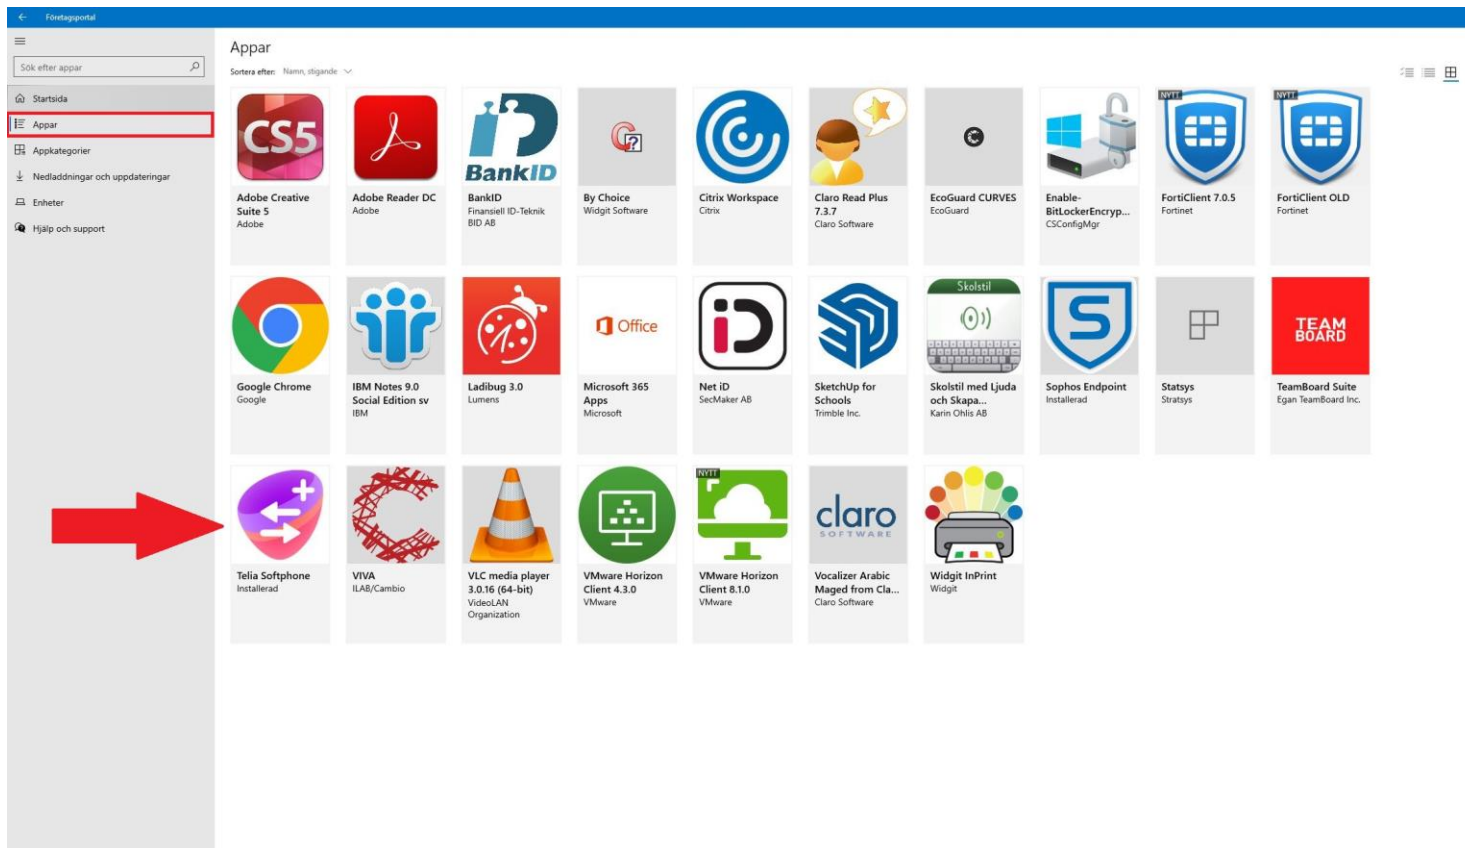 Företagsportal
Sök efter appar
Startsida
Appar
Appkategorier
Nedladdningar och uppdateringar
Enheter
Hjälp och support
Appar
Sortera efter: Namn, stigande
CS5
Adobe Creative
Suite 5
Adobe
Adobe Reader DC
Adobe
BankID
BankID
Finansiell ID-Teknik
BID AB
By Choice
Widgit Software
Citrix Workspace
Citrix
Claro Read Plus
7.3.7
Claro Software
EcoGuard CURVES
EcoGuard
Enable-
BitLockerEncryp...
CSConfigMgr
NYTT
FortiClient 7.0.5
Fortinet
NYTT
FortiClient OLD
Fortinet
Google Chrome
Google
IBM Notes 9.0
Social Edition sv
IBM
Ladibug 3.0
Lumens
Office
Microsoft 365
Apps
Microsoft
iD
Net iD
SecMaker AB
SketchUp for
Schools
Trimble Inc.
Skolstil
Skolstil med Ljuda
och Skapa...
Karin Ohlis AB
S
Sophos Endpoint
Installerad
Statsys
Stratsys
TEAM
BOARD
TeamBoard Suite
Egan TeamBoard Inc.
Telia Softphone
Installerad
VIVA
ILAB/Cambio
VLC media player
3.0.16 (64-bit)
VideoLAN
Organization
VMware Horizon
Client 4.3.0
VMware
NYTT
VMware Horizon
Client 8.1.0
VMware
claro
SOFTWARE
Vocalizer Arabic
Maged from Cla...
Claro Software
Widgit InPrint
Widgit